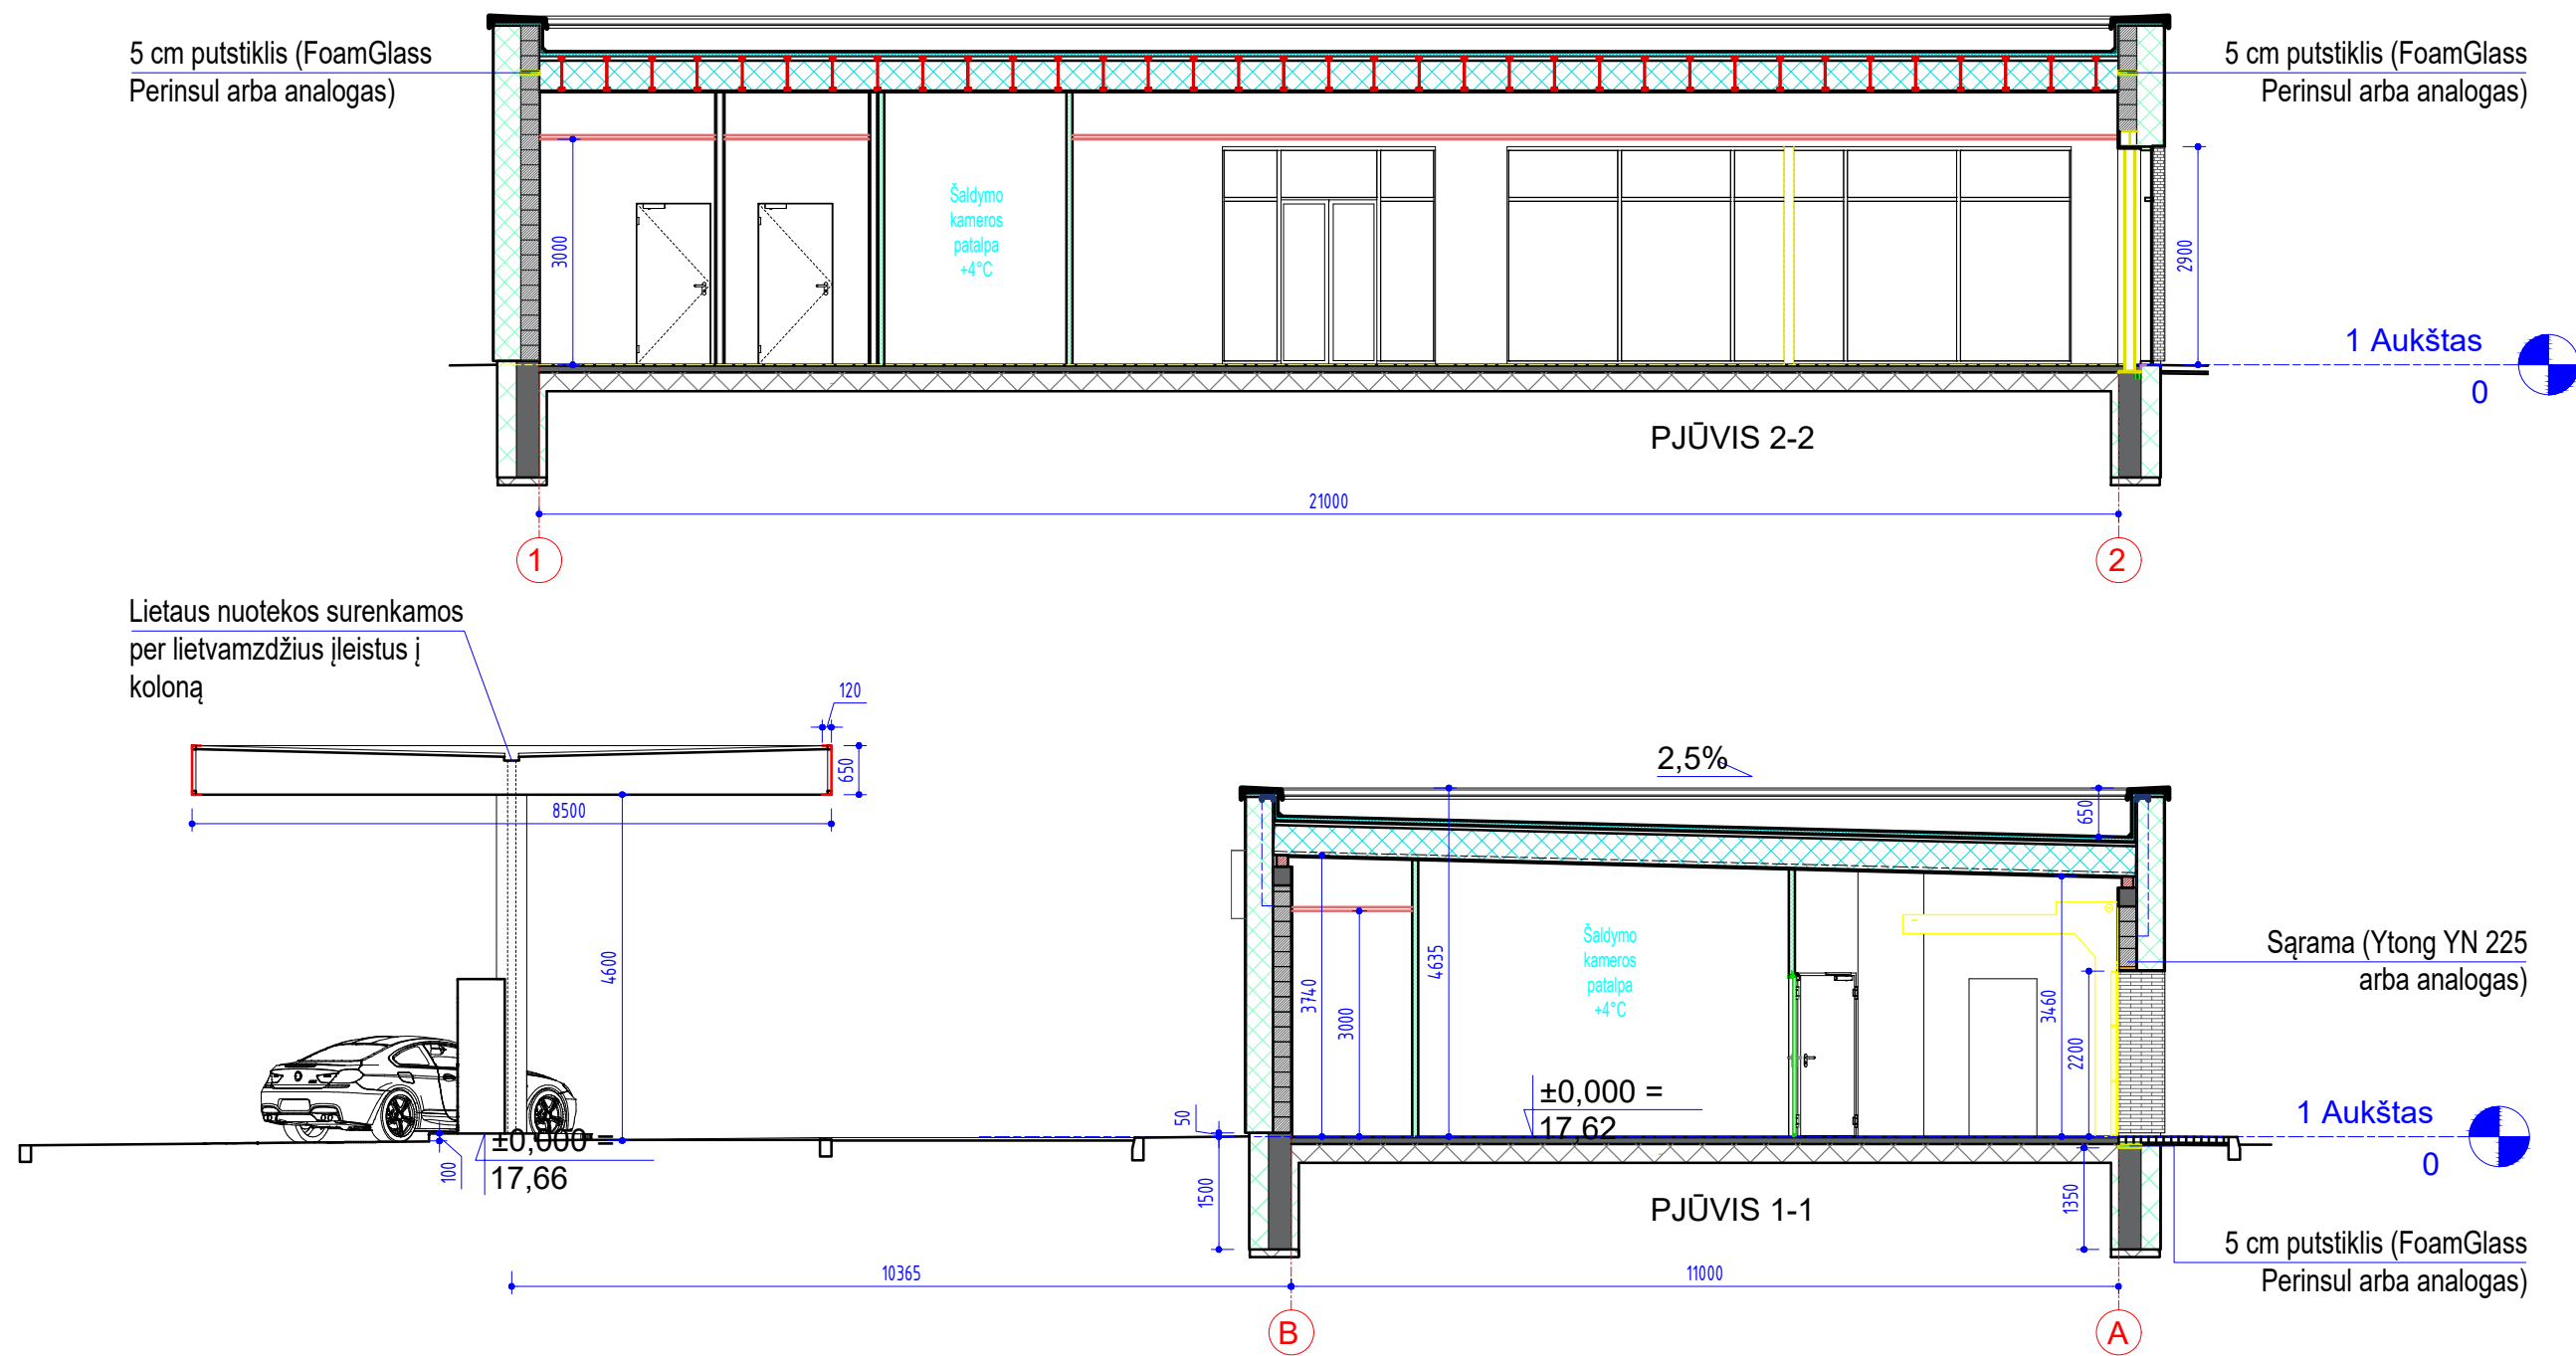 5 cm putstiklis (FoamGlass
Perinsul arba analogas)
5 cm putstiklis (FoamGlass
Perinsul arba analogas)
Šaldymo
kameros
patalpa
+4°C
3000
2900
1 Aukštas
0
PJŪVIS 2-2
21000
1
2
Lietaus nuotekos surenkamos
per lietvamzdžius įleistus į
koloną
120
650
8500
4600
±0,000 =
17,66
100
2,5%
650
4635
3740
3000
Šaldymo
kameros
patalpa
+4°C
3460
2200
Sąrama (Ytong YN 225
arba analogas)
±0,000 =
17,62
50
1500
1 Aukštas
0
PJŪVIS 1-1
1350
5 cm putstiklis (FoamGlass
Perinsul arba analogas)
10365
11000
B
A